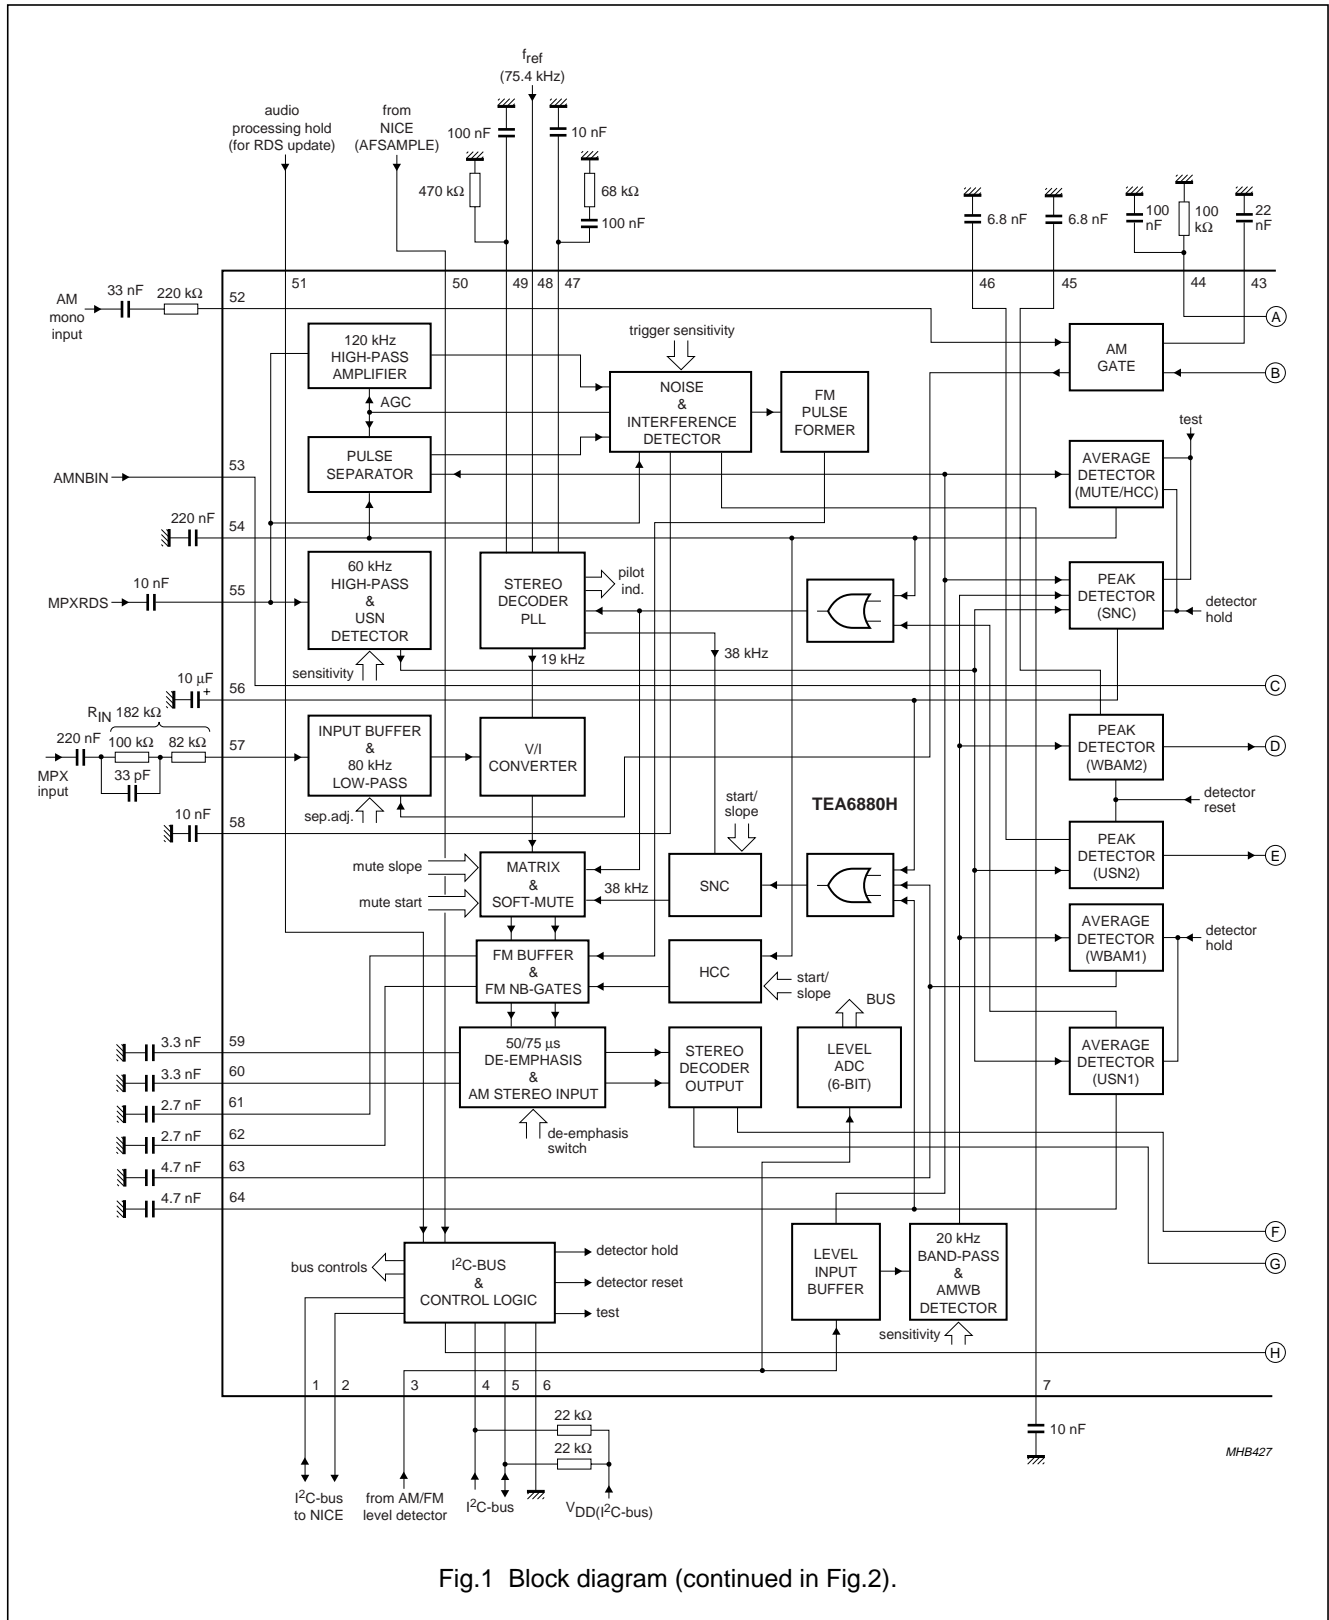 fref
(75.4 kHz)
audio
processing hold
(for RDS update)
from
NICE
(AFSAMPLE)
100 nF
10 nF
470 kΩ
68 kΩ
100 nF
6.8 nF
6.8 nF
100
nF
100
kΩ
22
nF
51
50
49
48
47
46
45
44
43
AM
mono
input
33 nF
220 kΩ
52
A
120 kHz
HIGH-PASS
AMPLIFIER
trigger sensitivity
AM
GATE
B
AGC
NOISE
&
INTERFERENCE
DETECTOR
FM
PULSE
FORMER
test
PULSE
SEPARATOR
AVERAGE
DETECTOR
(MUTE/HCC)
AMNBIN
53
220 nF
54
60 kHz
HIGH-PASS
&
USN
DETECTOR
STEREO
DECODER
PLL
pilot
ind.
PEAK
DETECTOR
(SNC)
detector
hold
MPXRDS
10 nF
55
sensitivity
19 kHz
38 kHz
10 µF
+
56
C
RIN
182 kΩ
220 nF
100 kΩ
82 kΩ
57
33 pF
MPX
input
INPUT BUFFER
&
80 kHz
LOW-PASS
V/I
CONVERTER
PEAK
DETECTOR
(WBAM2)
D
sep.adj.
start/
slope
TEA6880H
detector
reset
10 nF
58
mute slope
mute start
MATRIX
&
SOFT-MUTE
38 kHz
SNC
PEAK
DETECTOR
(USN2)
E
FM BUFFER
&
FM NB-GATES
HCC
start/
slope
AVERAGE
DETECTOR
(WBAM1)
detector
hold
BUS
3.3 nF
59
50/75 µs
DE-EMPHASIS
&
AM STEREO INPUT
STEREO
DECODER
OUTPUT
LEVEL
ADC
(6-BIT)
AVERAGE
DETECTOR
(USN1)
3.3 nF
60
2.7 nF
61
2.7 nF
62
de-emphasis
switch
4.7 nF
63
4.7 nF
64
F
G
bus controls
I2C-BUS
&
CONTROL LOGIC
detector hold
detector reset
test
LEVEL
INPUT
BUFFER
20 kHz
BAND-PASS
&
AMWB
DETECTOR
sensitivity
H
1
2
3
4
5
6
7
22 kΩ
22 kΩ
10 nF
I2C-bus
to NICE
from AM/FM
level detector
I2C-bus
VDD(I2C-bus)
MHB427
Fig.1 Block diagram (continued in Fig.2).